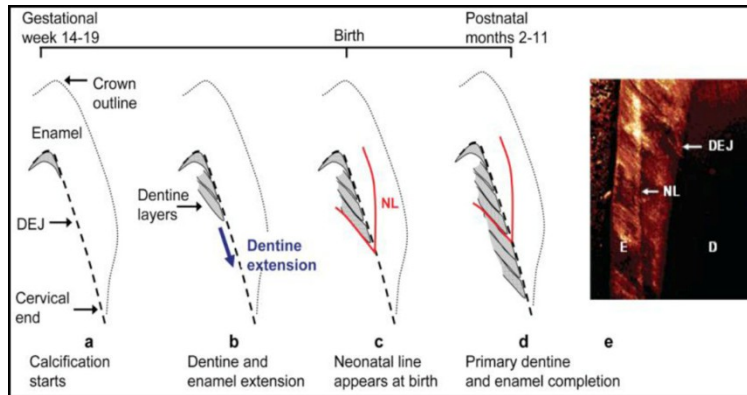 Gestational
week 14-19
Birth
Postnatal
months 2-11
Crown
outline
Enamel
DEJ
Cervical
end
Dentine
layers
Dentine
extension
NL
DEJ
NL
E
D
a
b
c
d
e
Calcification
starts
Dentine and
enamel extension
Neonatal line
appears at birth
Primary dentine
and enamel completion